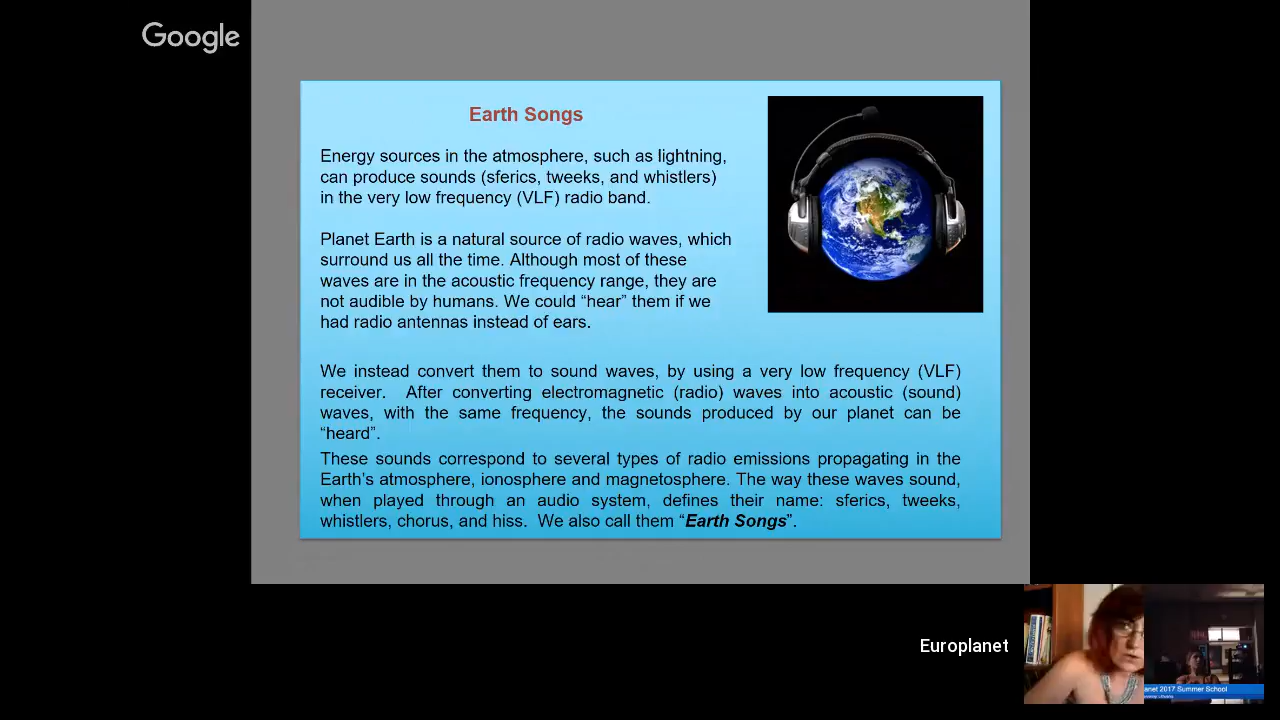 Google
Earth Songs
Energy sources in the atmosphere, such as lightning,
can produce sounds (sferics, tweeks, and whistlers)
in the very low frequency (VLF) radio band.
Planet Earth is a natural source of radio waves, which
surround us all the time. Although most of these
waves are in the acoustic frequency range, they are
not audible by humans. We could “hear” them if we
had radio antennas instead of ears.
We instead convert them to sound waves, by using a very low frequency (VLF)
receiver. After converting electromagnetic (radio) waves into acoustic (sound)
waves, with the same frequency, the sounds produced by our planet can be
“heard”.
These sounds correspond to several types of radio emissions propagating in the
Earth’s atmosphere, ionosphere and magnetosphere. The way these waves sound,
when played through an audio system, defines their name: sferics, tweeks,
whistlers, chorus, and hiss. We also call them “Earth Songs”.
Europlanet
anet 2017 Summer School